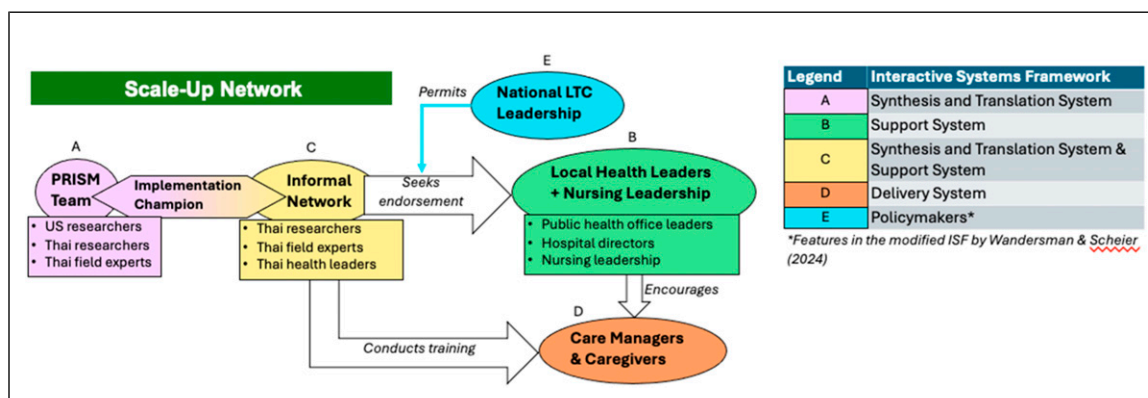 Scale-Up Network
E
National LTC
Leadership
Permits
A
PRISM
Team
Implementation
Champion
C
Informal
Network
Seeks
endorsement
B
Local Health Leaders
+ Nursing Leadership
• US researchers
• Thai researchers
• Thai field experts
• Thai researchers
• Thai field experts
• Thai health leaders
• Public health office leaders
• Hospital directors
• Nursing leadership
Encourages
D
Care Managers
& Caregivers
Conducts training
Legend Interactive Systems Framework
A Synthesis and Translation System
B Support System
C Synthesis and Translation System &
Support System
D Delivery System
E Policymakers*
*Features in the modified ISF by Wandersman & Scheier
(2024)